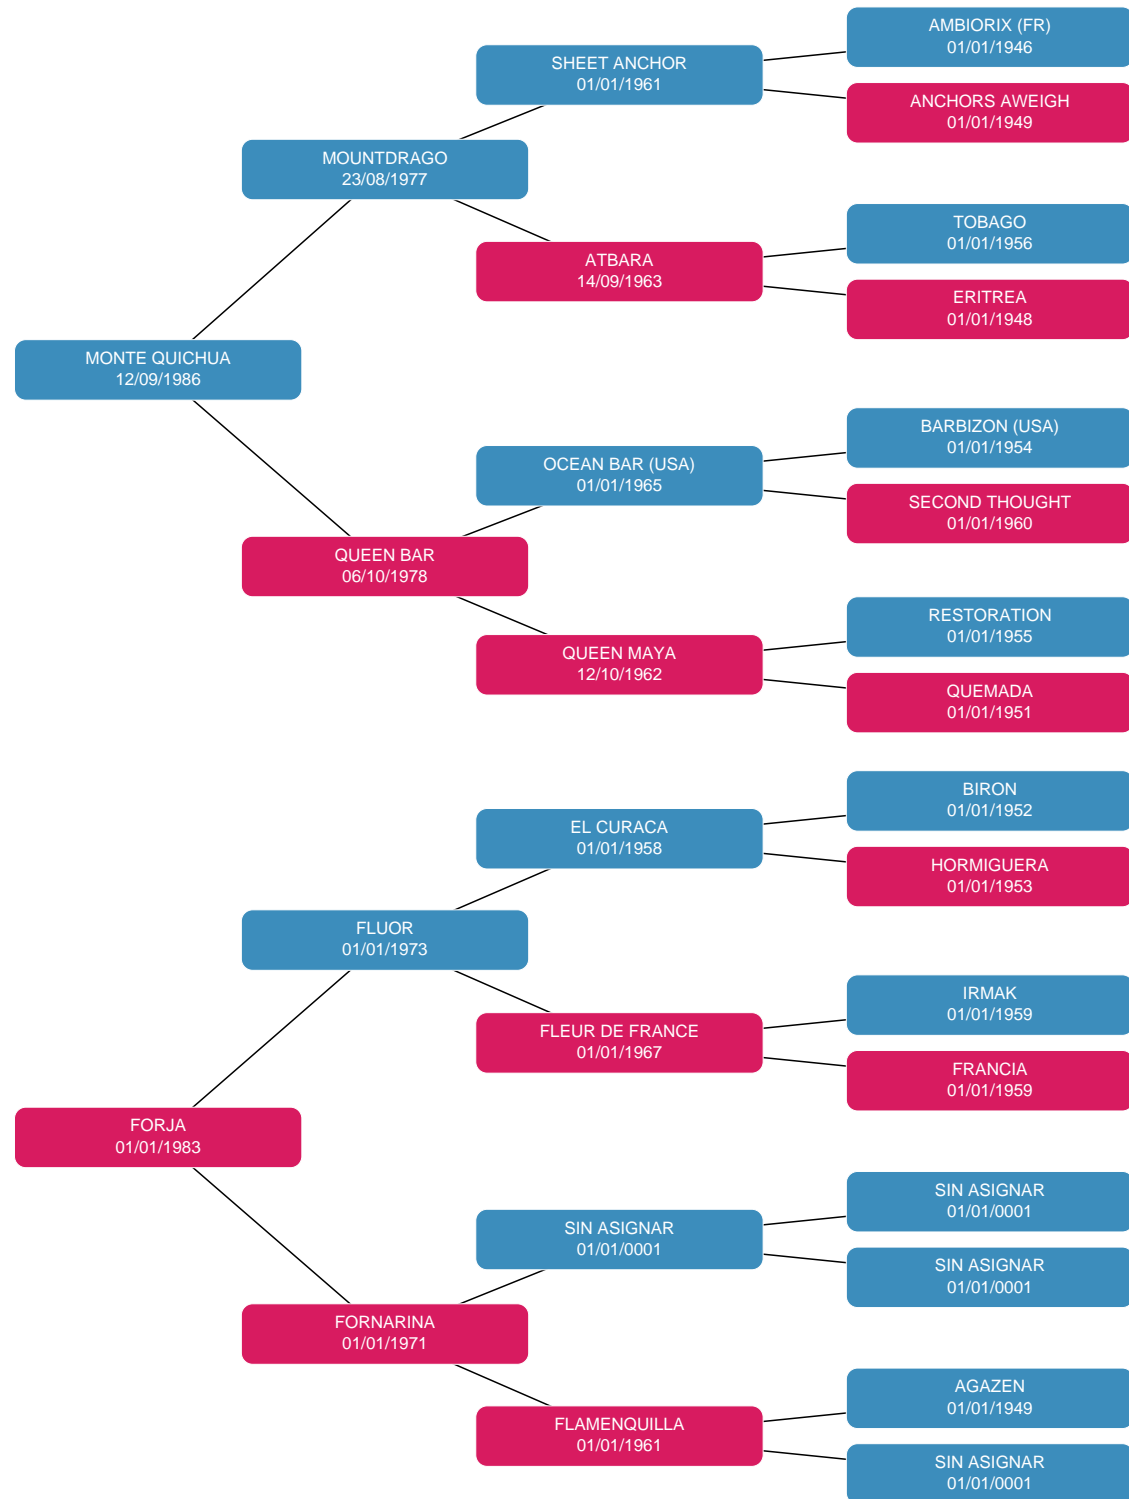 AMBIORIX (FR)
01/01/1946
SHEET ANCHOR
01/01/1961
ANCHORS AWEIGH
01/01/1949
MOUNTDRAGO
23/08/1977
TOBAGO
01/01/1956
ATBARA
14/09/1963
ERITREA
01/01/1948
MONTE QUICHUA
12/09/1986
BARBIZON (USA)
01/01/1954
OCEAN BAR (USA)
01/01/1965
SECOND THOUGHT
01/01/1960
QUEEN BAR
06/10/1978
RESTORATION
01/01/1955
QUEEN MAYA
12/10/1962
QUEMADA
01/01/1951
BIRON
01/01/1952
EL CURACA
01/01/1958
HORMIGUERA
01/01/1953
FLUOR
01/01/1973
IRMAK
01/01/1959
FLEUR DE FRANCE
01/01/1967
FRANCIA
01/01/1959
FORJA
01/01/1983
SIN ASIGNAR
01/01/0001
SIN ASIGNAR
01/01/0001
SIN ASIGNAR
01/01/0001
FORNARINA
01/01/1971
AGAZEN
01/01/1949
FLAMENQUILLA
01/01/1961
SIN ASIGNAR
01/01/0001